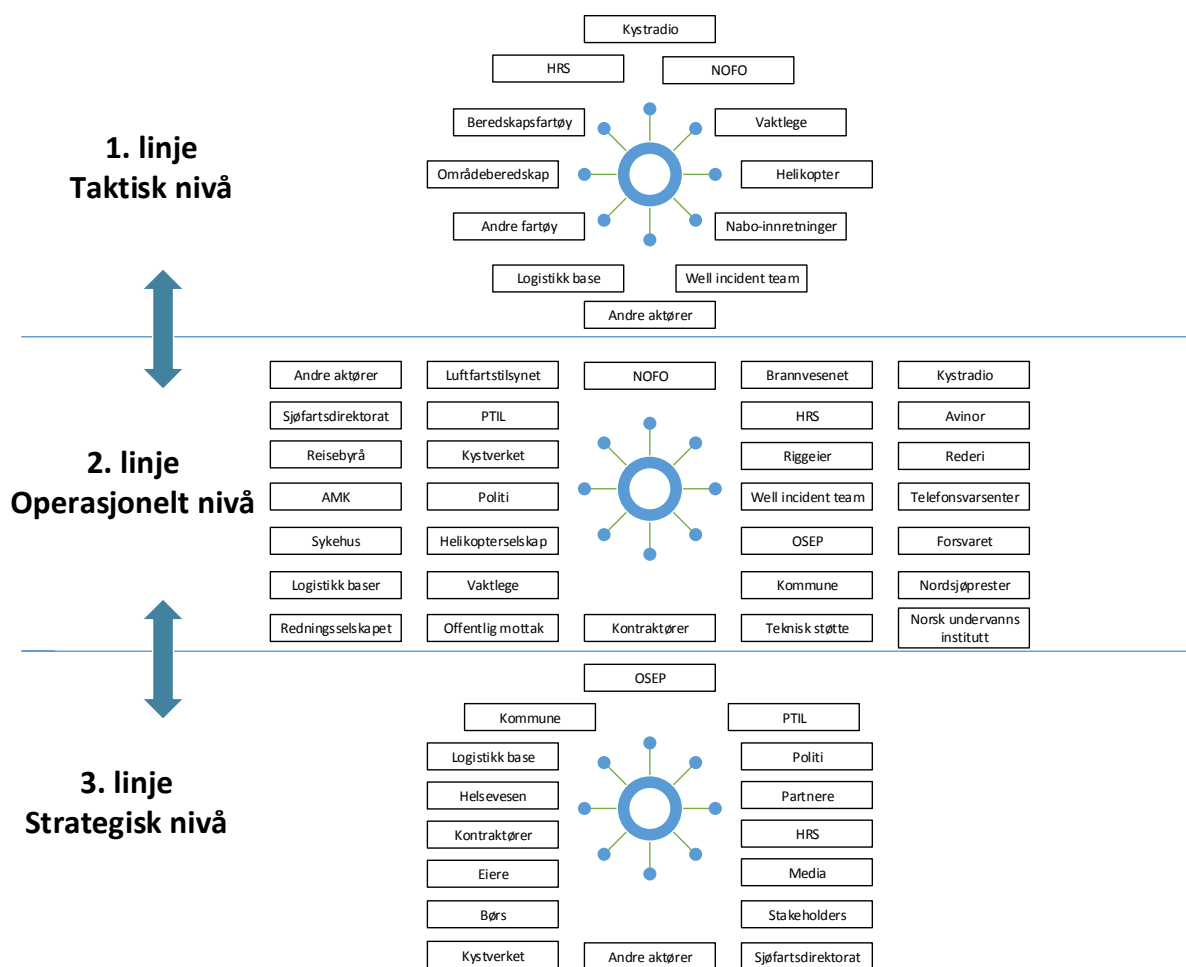 Kystradio
HRS
NOFO
Beredskapsfartøy
Vaktlege
1. linje
Taktisk nivå
Områdeberedskap
Helikopter
Andre fartøy
Nabo-innretninger
Logistikk base
Well incident team
Andre aktører
Andre aktører
Luftfartstilsynet
NOFO
Brannvesenet
Kystradio
Sjøfartsdirektorat
PTIL
HRS
Avinor
Reisebyrå
Kystverket
Riggeier
Rederi
2. linje
Operasjonelt nivå
AMK
Politi
Well incident team
Telefonsvarsenter
Sykehus
Helikopterselskap
OSEP
Forsvaret
Logistikk baser
Vaktlege
Kommune
Nordsjøprester
Redningsselskapet
Offentlig mottak
Kontraktører
Teknisk støtte
Norsk undervanns
institutt
OSEP
Kommune
PTIL
Logistikk base
Politi
3. linje
Strategisk nivå
Helsevesen
Partnere
Kontraktører
HRS
Eiere
Media
Børs
Stakeholders
Kystverket
Andre aktører
Sjøfartsdirektorat